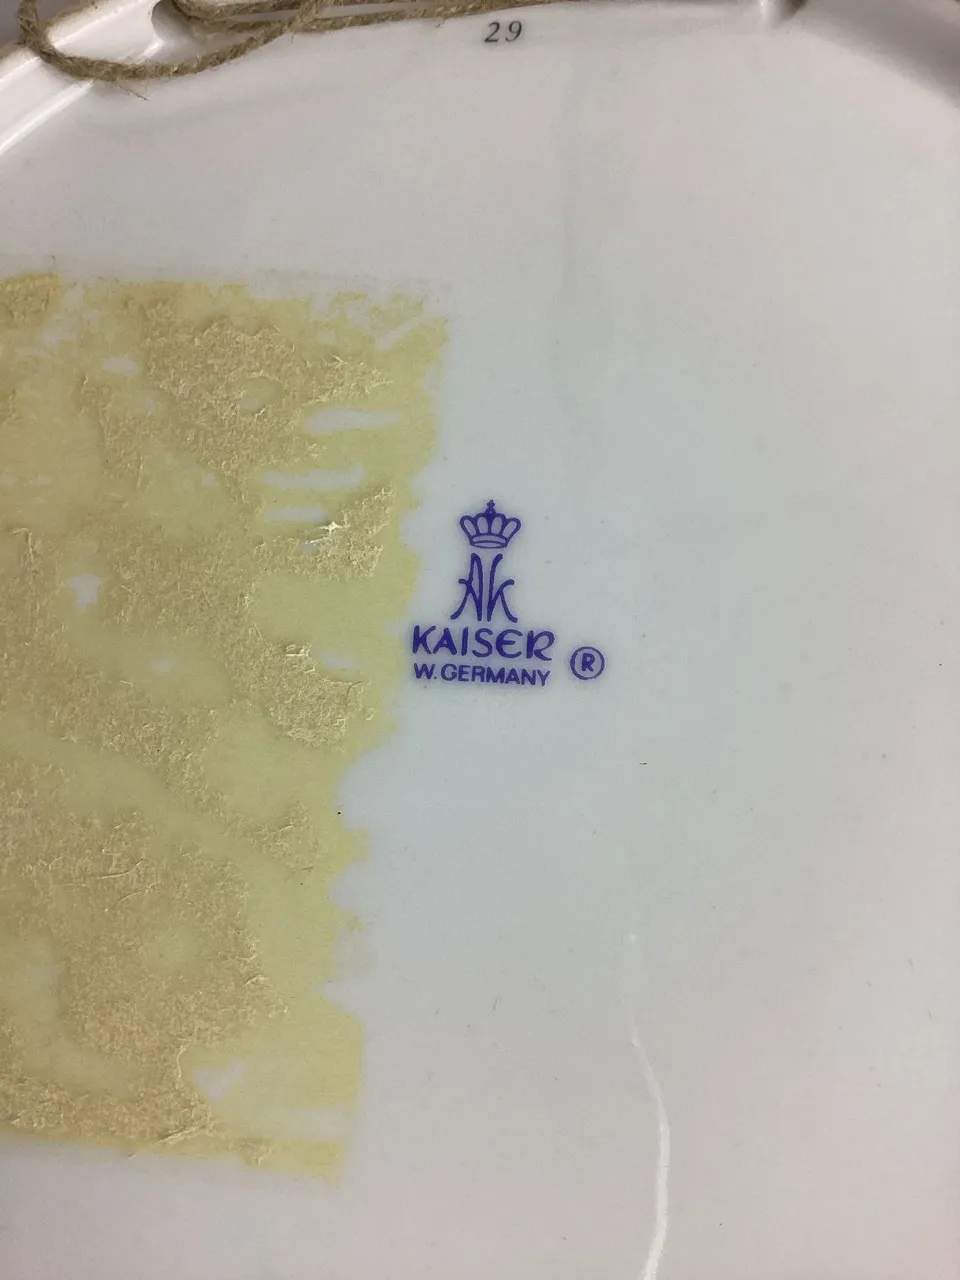 29
AK
KAISER
W. GERMANY ®